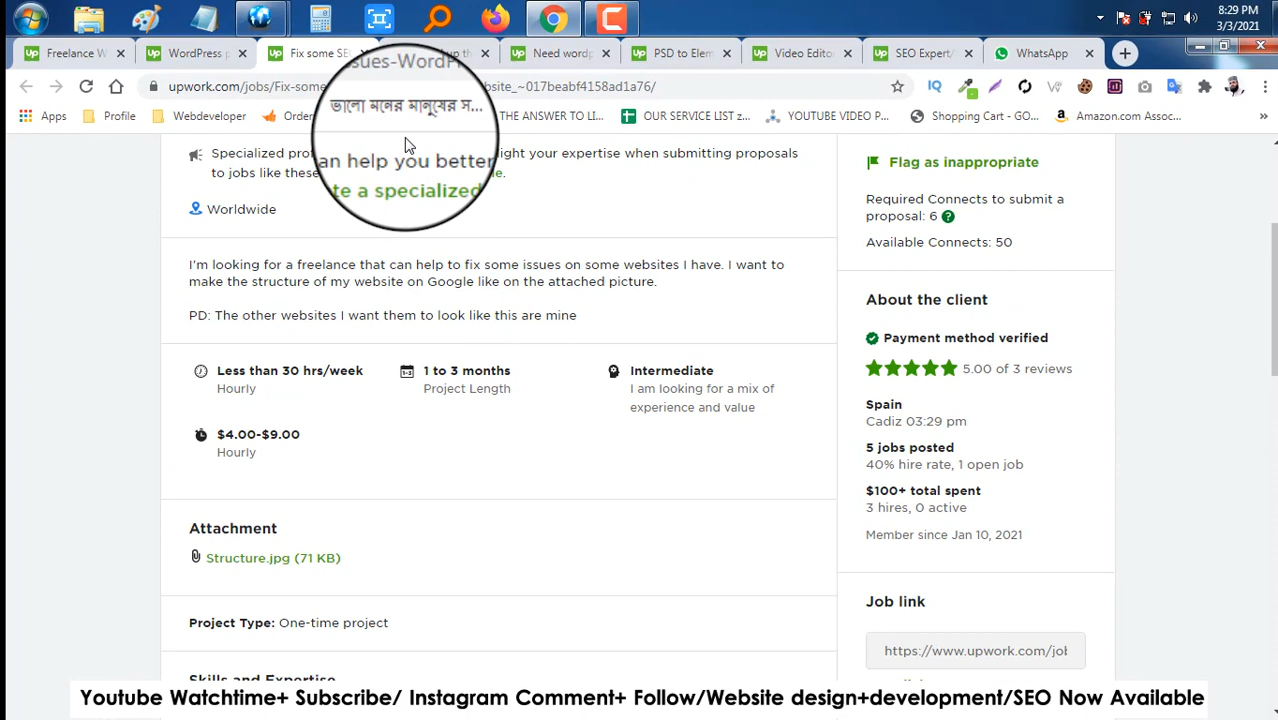 8:29 PM
3/3/2021
Freelance W
WordPress p
Fix some SE
up th
New wordp
PSD to Elem
Video Edito
SEO Expert/
WhatsApp
upwork.com/jobs/Fix-some
ssues-WordP
ebsite_~017beabf4158ad1a76/
Apps
Profile
Webdeveloper
Order
ভালো মনের মানুষের স...
THE ANSWER TO LI...
OUR SERVICE LIST z...
YOUTUBE VIDEO P...
Shopping Cart - GO...
Amazon.com Assoc...
Specialized prof
an help you better
ight your expertise when submitting proposals
to jobs like these
te a specialized
le.
Worldwide
I'm looking for a freelance that can help to fix some issues on some websites I have. I want to
make the structure of my website on Google like on the attached picture.
PD: The other websites I want them to look like this are mine
Less than 30 hrs/week
Hourly
1 to 3 months
Project Length
Intermediate
I am looking for a mix of
experience and value
$4.00-$9.00
Hourly
Attachment
Structure.jpg (71 KB)
Project Type: One-time project
Skills and Expertise
Flag as inappropriate
Required Connects to submit a
proposal: 6
Available Connects: 50
About the client
Payment method verified
5.00 of 3 reviews
Spain
Cadiz 03:29 pm
5 jobs posted
40% hire rate, 1 open job
$100+ total spent
3 hires, 0 active
Member since Jan 10, 2021
Job link
https://www.upwork.com/jol
Youtube Watchtime+ Subscribe/ Instagram Comment+ Follow/Website design+development/SEO Now Available